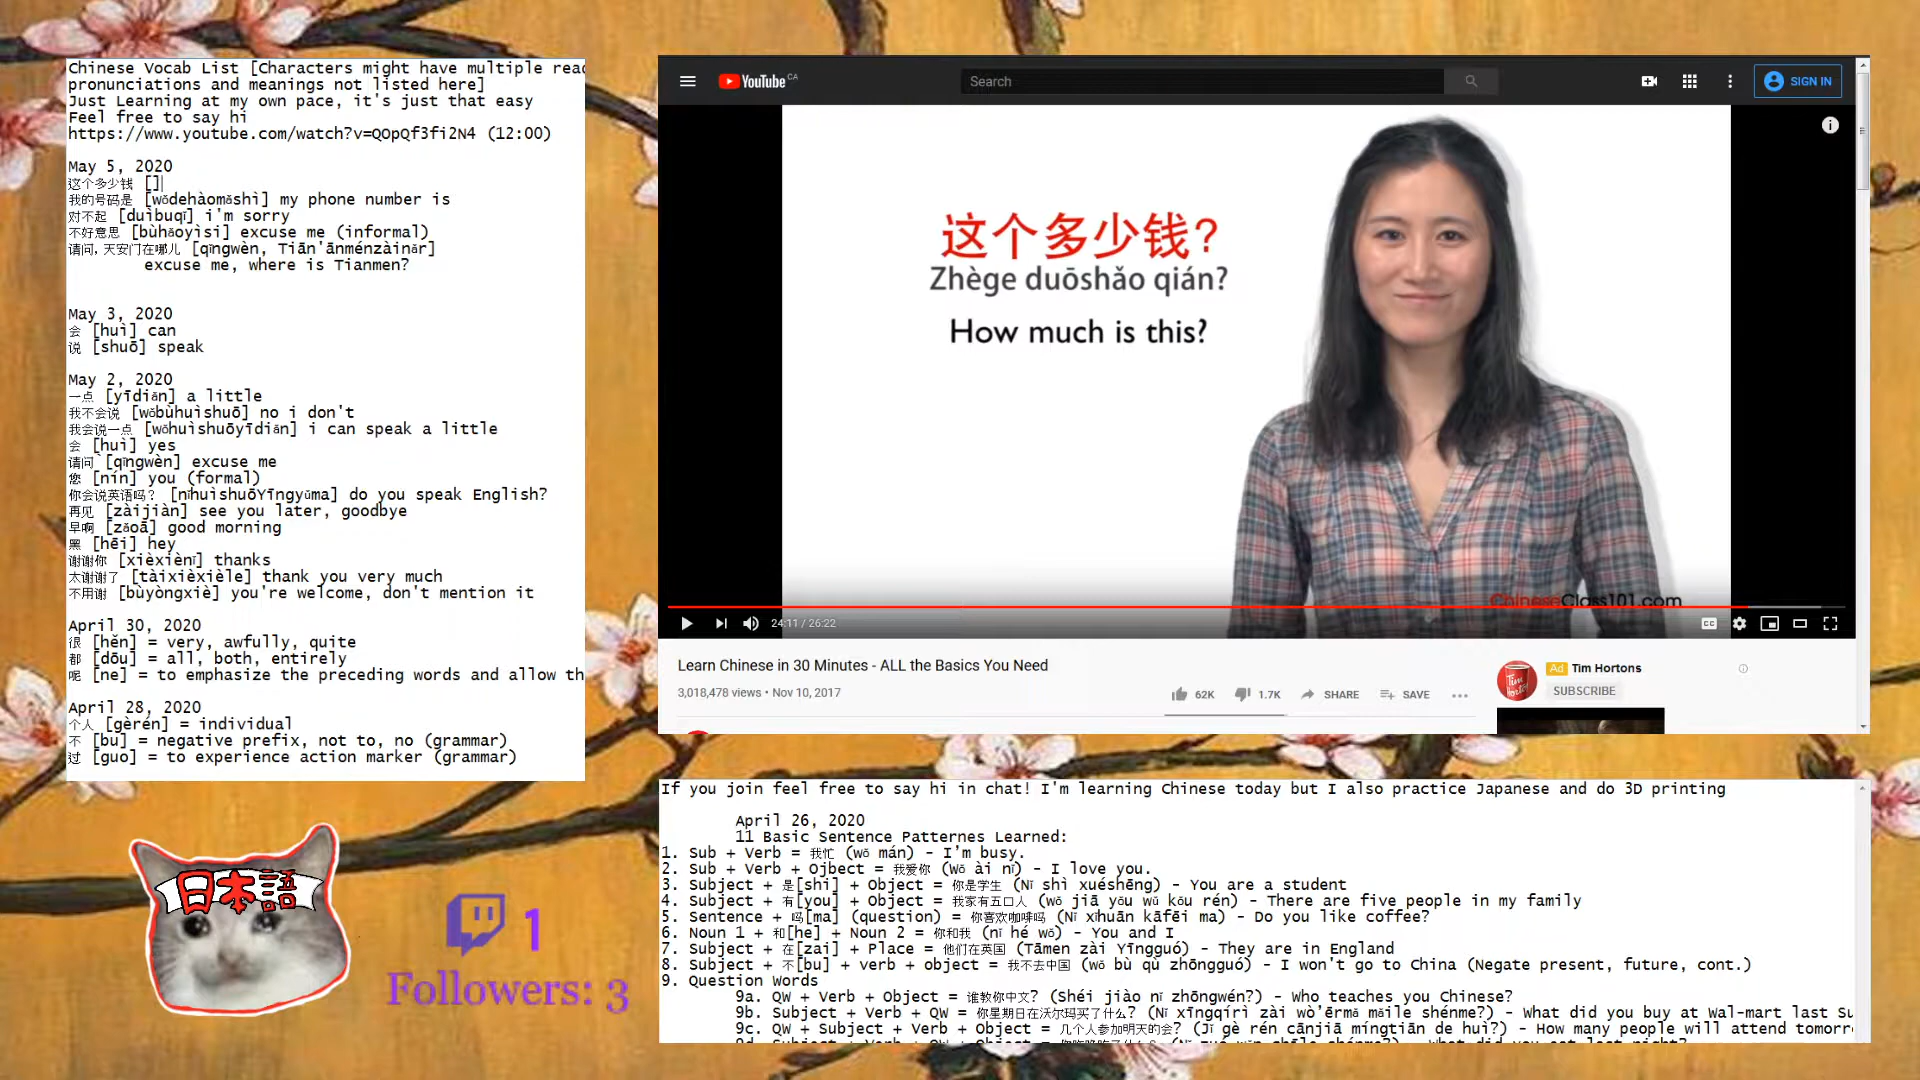 Chinese Vocab List [Characters might have multiple read
pronunciations and meanings not listed here]
Just Learning at my own pace, it's just that easy
Feel free to say hi
https://www.youtube.com/watch?v=QOpQf3fi2N4 (12:00)
May 5, 2020
这个多少钱 []
我的号码是 [wǒdehàomǎshì] my phone number is
对不起 [duìbuqǐ] i'm sorry
不好意思 [bùhǎoyìsi] excuse me (informal)
请问，天安门在哪儿 [qǐngwèn, Tiān'ānménzàinǎr]
excuse me, where is Tianmen?
May 3, 2020
会 [huì] can
说 [shuō] speak
May 2, 2020
一点 [yīdiǎn] a little
我不会说 [wǒbùhuìshuō] no i don't
我会说一点 [wǒhuìshuōyīdiǎn] i can speak a little
会 [huì] yes
请问 [qǐngwèn] excuse me
您 [nín] you (formal)
你会说英语吗？ [nǐhuìshuōYīngyǔma] do you speak English?
再见 [zàijiàn] see you later, goodbye
早啊 [zǎoā] good morning
黑 [hēi] hey
谢谢你 [xièxiènǐ] thanks
太谢谢了 [tàixièxièle] thank you very much
不用谢 [bùyòngxiè] you're welcome, don't mention it
April 30, 2020
很 [hěn] = very, awfully, quite
都 [dōu] = all, both, entirely
呢 [ne] = to emphasize the preceding words and allow th
April 28, 2020
个人 [gèrén] = individual
不 [bu] = negative prefix, not to, no (grammar)
过 [guo] = to experience action marker (grammar)
YouTube CA
Search
SIGN IN
这个多少钱?
Zhège duōshǎo qián?
How much is this?
ChineseClass101.com
24:11 / 26:22
CC
Learn Chinese in 30 Minutes - ALL the Basics You Need
3,018,478 views • Nov 10, 2017
62K
1.7K
SHARE
SAVE
Ad Tim Hortons
SUBSCRIBE
If you join feel free to say hi in chat! I'm learning Chinese today but I also practice Japanese and do 3D printing
April 26, 2020
11 Basic Sentence Patternes Learned:
1. Sub + Verb = 我忙 (wǒ mán) - I'm busy.
2. Sub + Verb + Ojbect = 我爱你 (Wǒ ài nǐ) - I love you.
3. Subject + 是[shi] + Object = 你是学生 (Nǐ shì xuéshēng) - You are a student
4. Subject + 有[you] + Object = 我家有五口人 (wǒ jiā yǒu wǔ kǒu rén) - There are five people in my family
5. Sentence + 吗[ma] (question) = 你喜欢咖啡吗 (Nǐ xǐhuān kāfēi ma) - Do you like coffee?
6. Noun 1 + 和[he] + Noun 2 = 你和我 (nǐ hé wǒ) - You and I
7. Subject + 在[zai] + Place = 他们在英国 (Tāmen zài Yīngguó) - They are in England
8. Subject + 不[bu] + verb + object = 我不去中国 (wǒ bù qù zhōngguó) - I won't go to China (Negate present, future, cont.)
9. Question Words
9a. QW + Verb + Object = 谁教你中文? (Shéi jiào nǐ zhōngwén?) - Who teaches you Chinese?
9b. Subject + Verb + QW = 你星期日在沃尔玛买了什么? (Nǐ xīngqírì zài wò'ērmǎ mǎile shénme?) - What did you buy at Wal-mart last Su
9c. QW + Subject + Verb + Object = 几个人参加明天的会? (Jǐ gè rén cānjiā míngtiān de huì?) - How many people will attend tomorr
日本語
1
Followers: 3